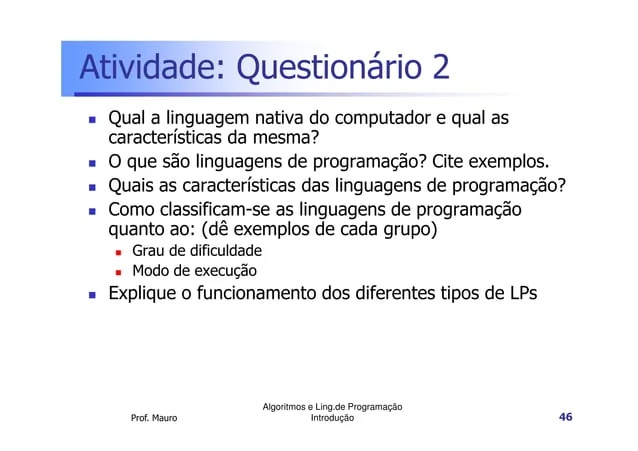 Atividade: Questionário 2
Qual a linguagem nativa do computador e qual as
características da mesma?
O que são linguagens de programação? Cite exemplos.
Quais as características das linguagens de programação?
Como classificam-se as linguagens de programação
quanto ao: (dê exemplos de cada grupo)
Grau de dificuldade
Modo de execução
Explique o funcionamento dos diferentes tipos de LPs
Algoritmos e Ling.de Programação
Prof. Mauro
Introdução
46